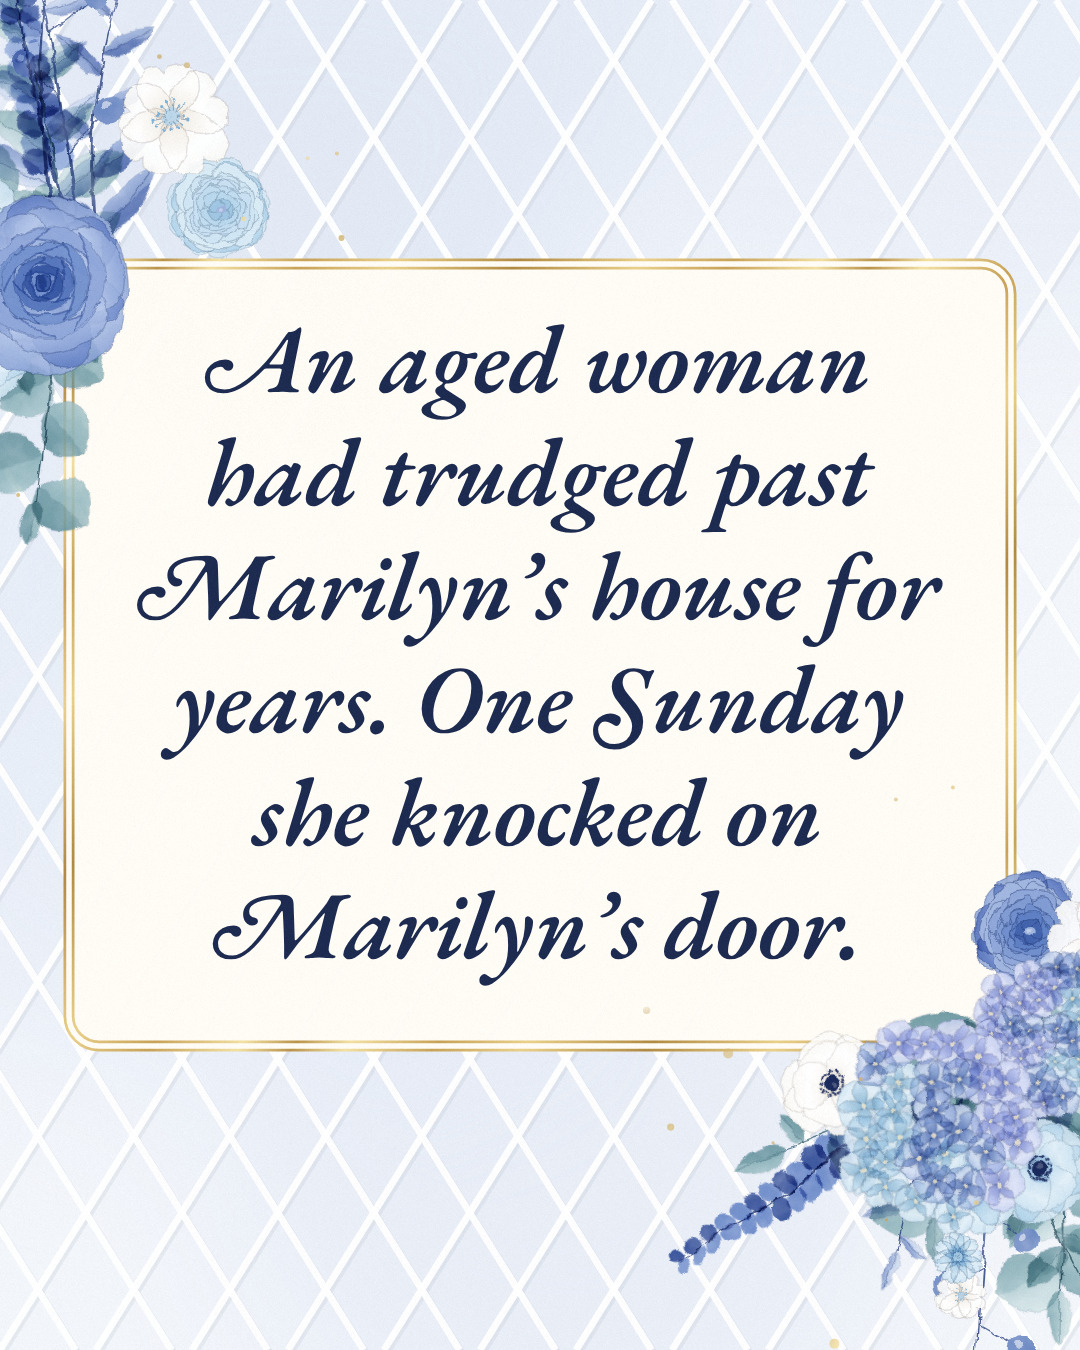 An aged woman
had trudged past
Marilyn’s house for
years. One Sunday
she knocked on
Marilyn’s door.